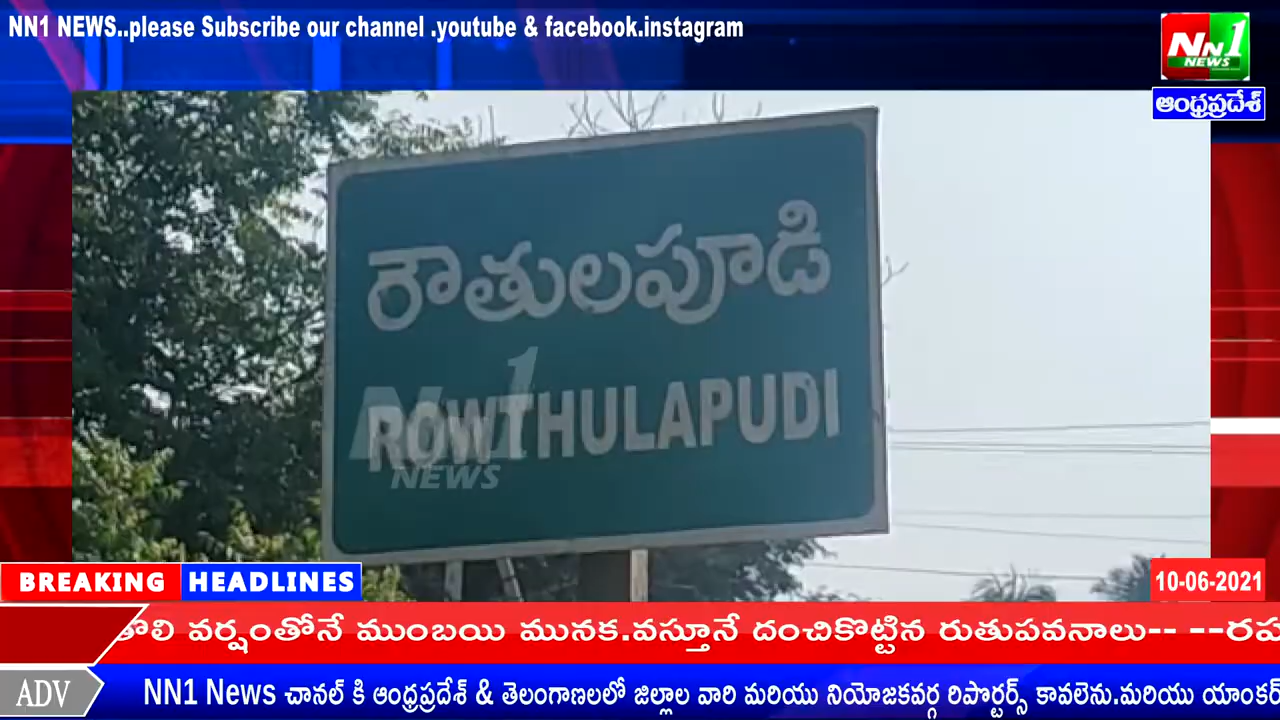 NN1 NEWS..please Subscribe our channel .youtube & facebook.instagram
NN1
NEWS
ఆంధ్రప్రదేశ్
రౌతులపూడి
ROWTHULAPUDI
NN1
NEWS
BREAKING HEADLINES
10-06-2021
వర్షంతోనే ముంబయి మునక.వస్తూనే దంచికొట్టిన రుతుపవనాలు-- --
ADV
NN1 News చానల్ కి ఆంధ్రప్రదేశ్ & తెలంగాణలలో జిల్లాల వారి మరియు నియోజకవర్గ రిపొర్టర్స్ కావలెను.మరియు